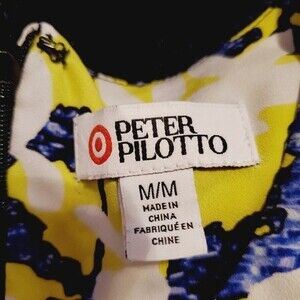 PETER
PILOTTO
M/M
MADE IN
CHINA
FABRIQUÉ EN
CHINE